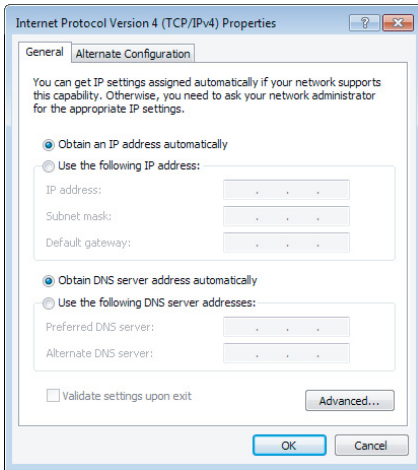 Internet Protocol Version 4 (TCP/IPv4) Properties
General
Alternate Configuration
You can get IP settings assigned automatically if your network supports
this capability. Otherwise, you need to ask your network administrator
for the appropriate IP settings.
Obtain an IP address automatically
Use the following IP address:
IP address:
Subnet mask:
Default gateway:
Obtain DNS server address automatically
Use the following DNS server addresses:
Preferred DNS server:
Alternate DNS server:
Validate settings upon exit
Advanced...
OK
Cancel